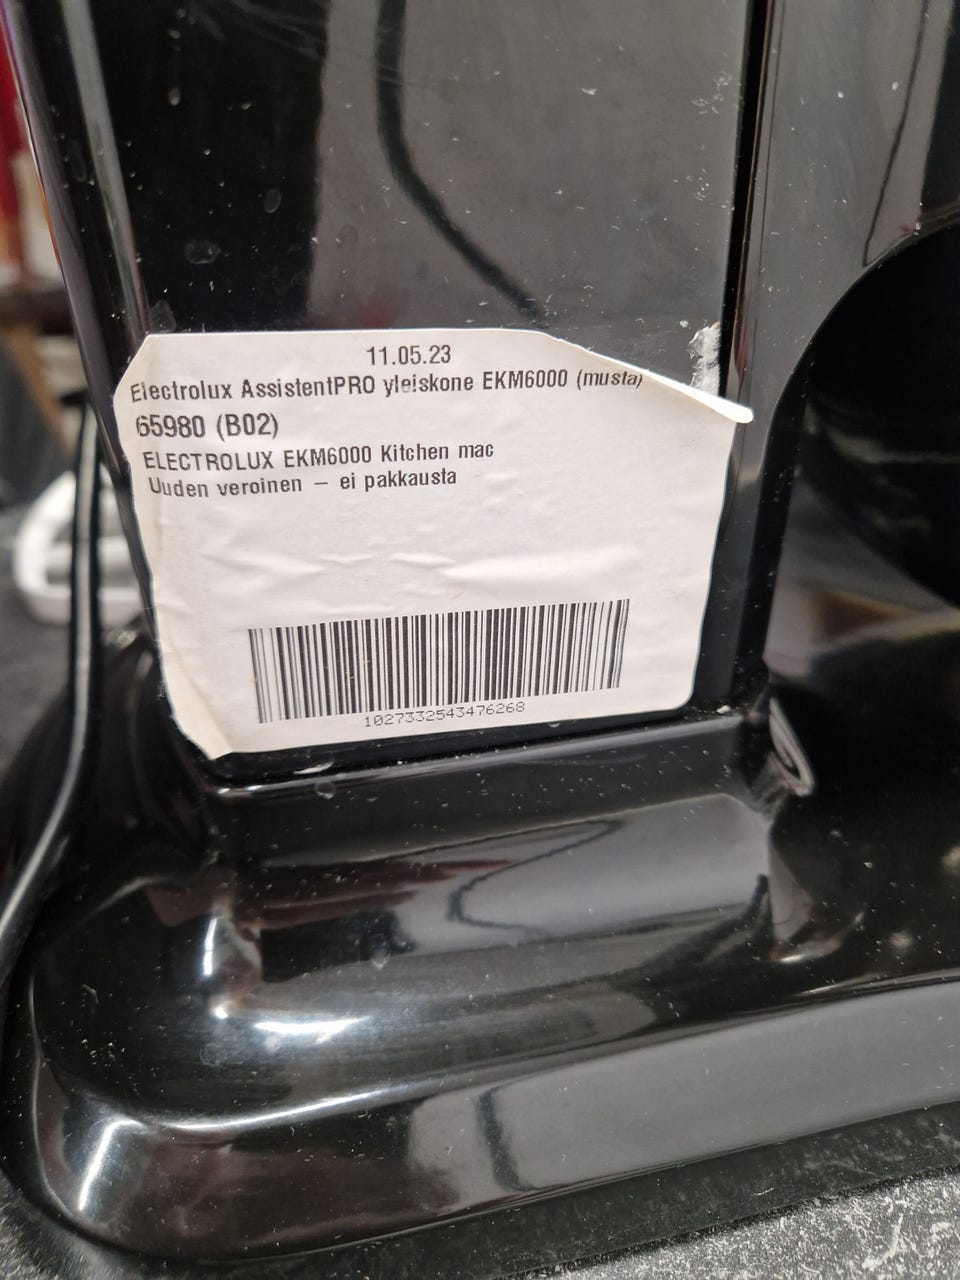 11.05.23
Electrolux AssistentPRO yleiskone EKM6000 (musta)
65980 (B02)
ELECTROLUX EKM6000 Kitchen mac
Uuden veroinen – ei pakkausta
1027332543476268